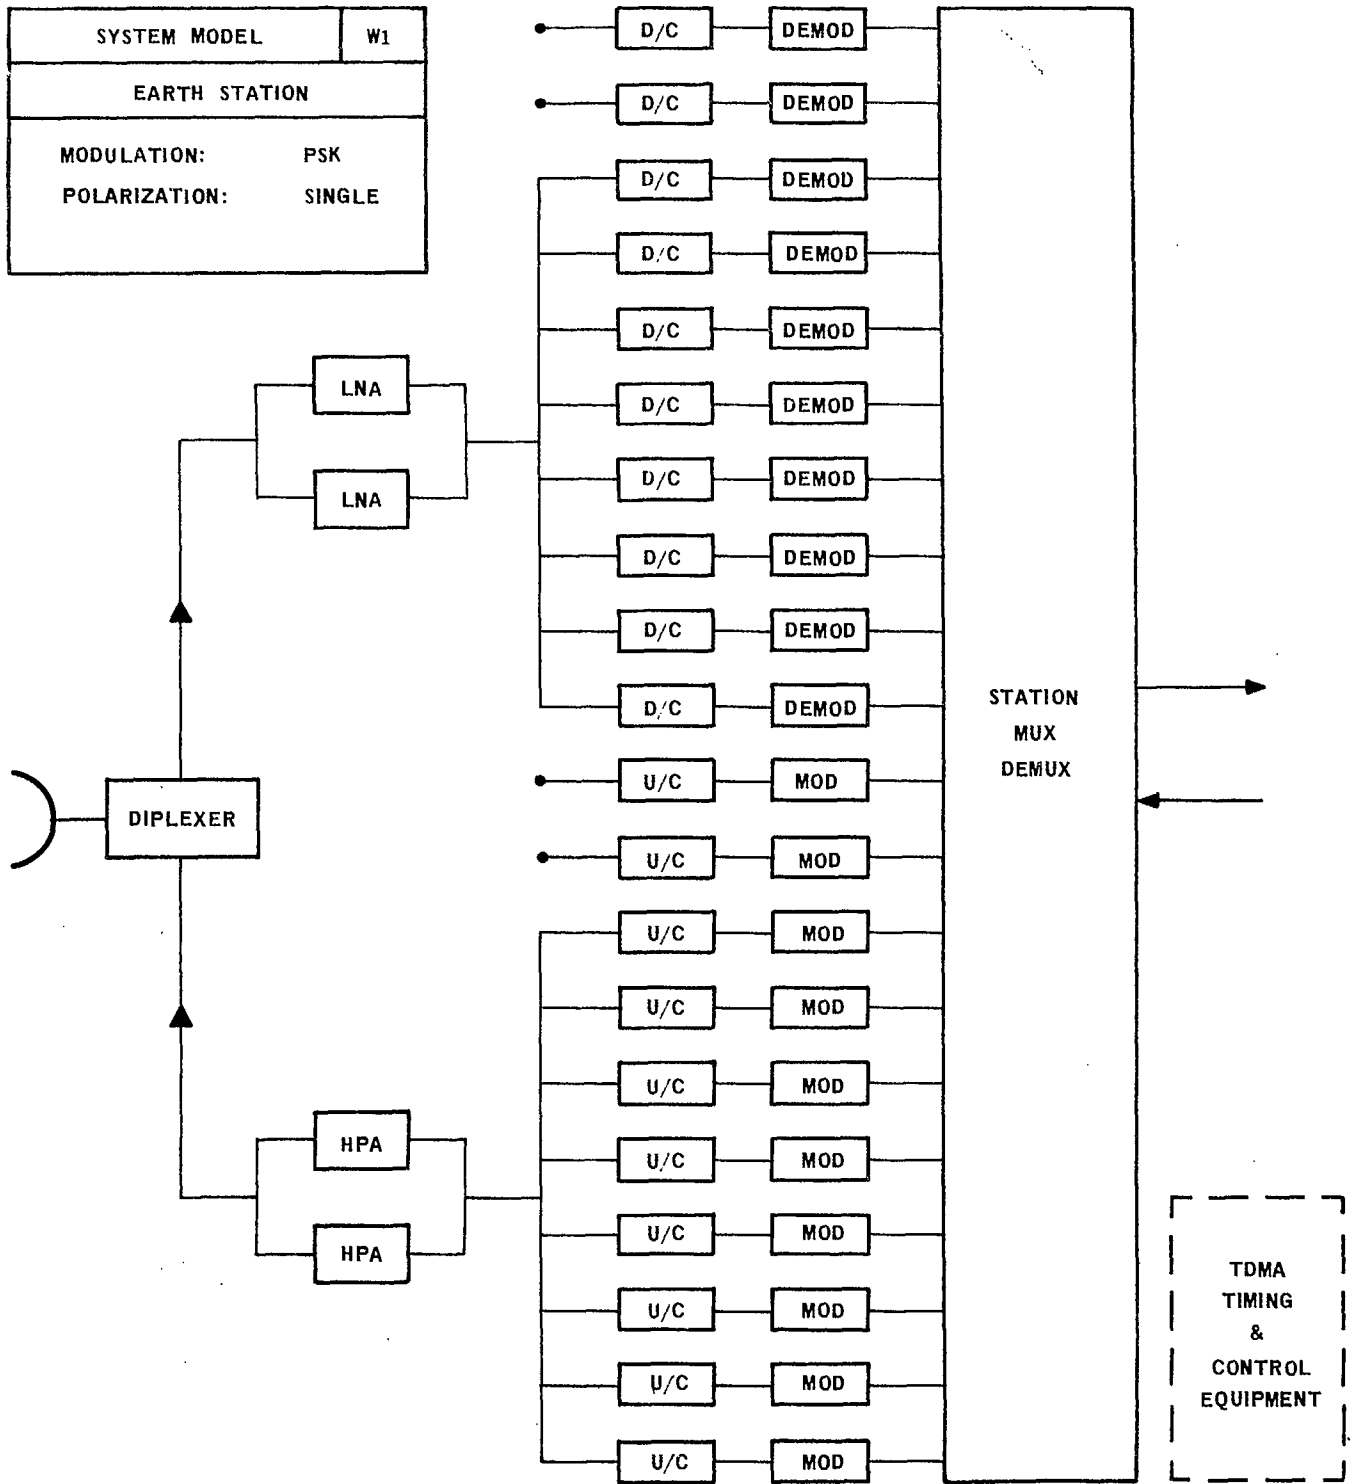 SYSTEM MODEL W1
EARTH STATION
MODULATION: PSK
POLARIZATION: SINGLE
D/C DEMOD
D/C DEMOD
D/C DEMOD
D/C DEMOD
D/C DEMOD
LNA
D/C DEMOD
LNA
D/C DEMOD
D/C DEMOD
D/C DEMOD
D/C DEMOD
STATION
MUX
DEMUX
U/C MOD
DIPLEXER
U/C MOD
U/C MOD
U/C MOD
U/C MOD
HPA
U/C MOD
U/C MOD
HPA
U/C MOD
U/C MOD
U/C MOD
TDMA
TIMING
&
CONTROL
EQUIPMENT